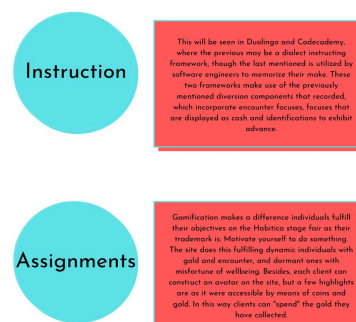 Instruction
This will be seen in Duolingo and Codecademy,
where the previous may be a dialect instructing
framework, though the last mentioned is utilized by
software engineers to memorize their make. These
two frameworks make use of the previously
mentioned diversion components that recorded,
which incorporate encounter focuses, focuses that
are displayed as cash and identifications to exhibit
advance.
Assignments
Gamification makes a difference individuals fulfill
their objectives on the Habitica stage fair as their
trademark is: Motivate yourself to do something.
The site does this fulfilling dynamic individuals with
gold and encounter, and dormant ones with
misfortune of wellbeing. Besides, each client can
construct an avatar on the site, but a few highlights
are as it were accessible by means of coins and
gold. In this way clients can "spend" the gold they
have collected.